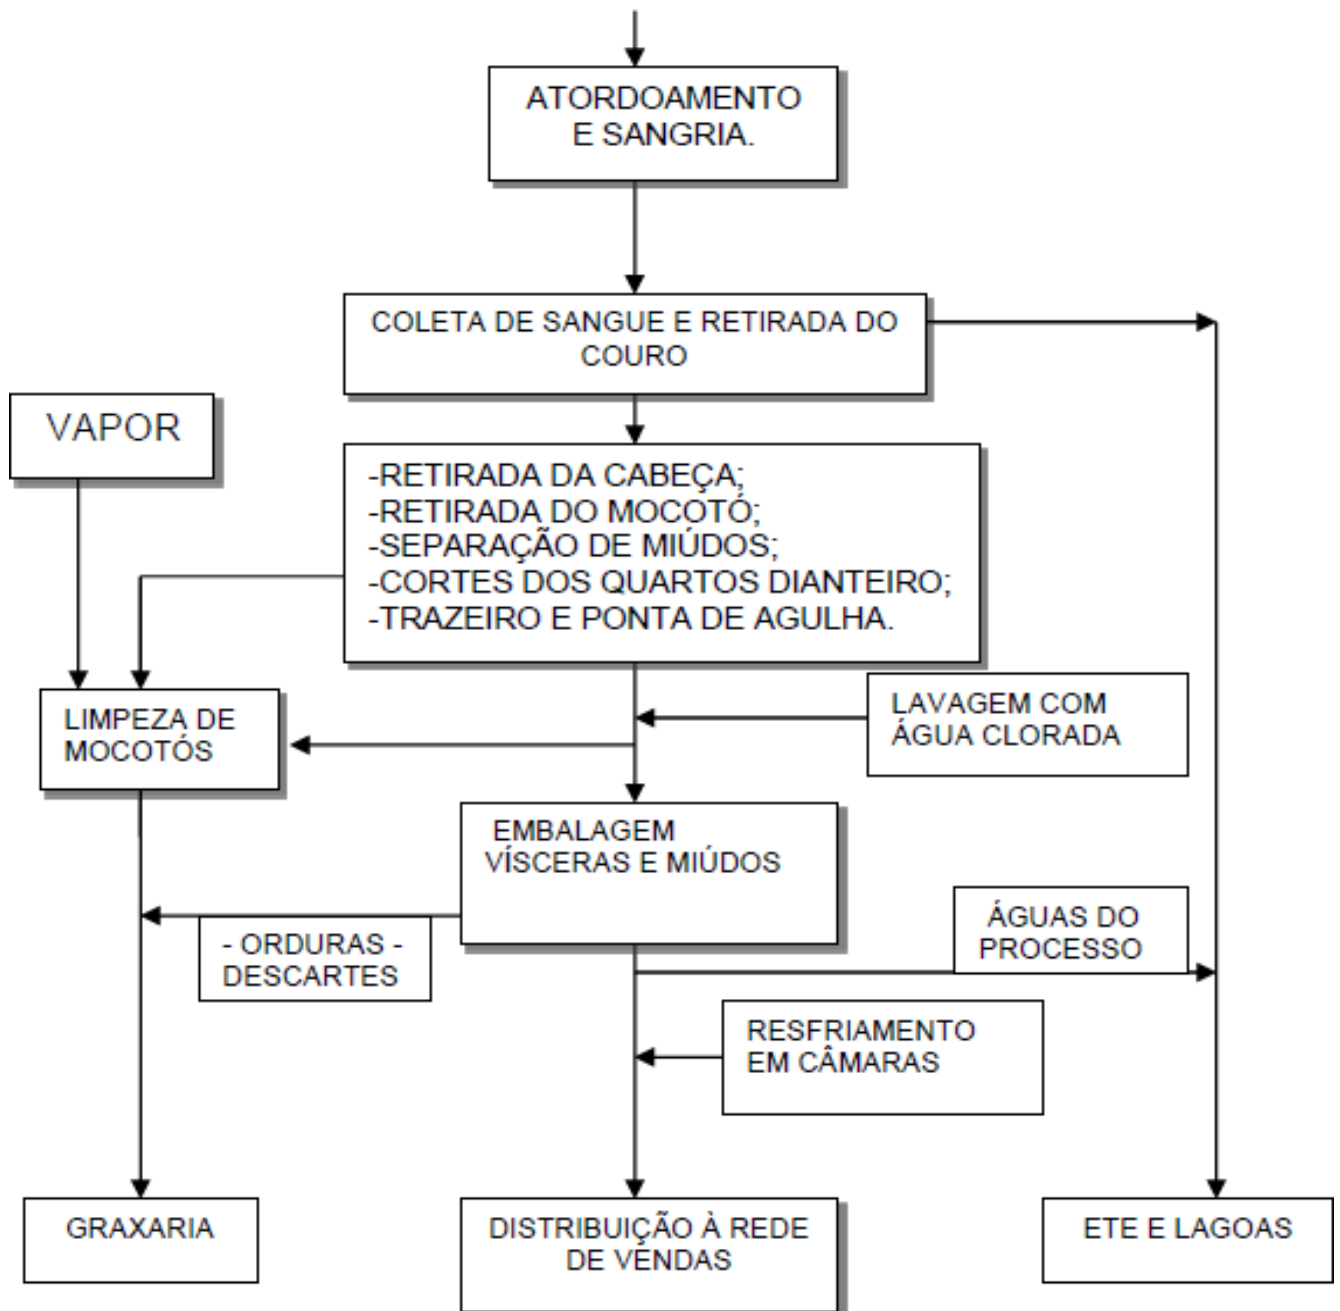 ATORDOAMENTO
E SANGRIA.
COLETA DE SANGUE E RETIRADA DO
COURO
VAPOR
-RETIRADA DA CABEÇA;
-RETIRADA DO MOCOTÓ;
-SEPARAÇÃO DE MIÚDOS;
-CORTES DOS QUARTOS DIANTEIRO;
-TRAZEIRO E PONTA DE AGULHA.
LIMPEZA DE
MOCOTÓS
LAVAGEM COM
ÁGUA CLORADA
EMBALAGEM
VÍSCERAS E MIÚDOS
- ORDURAS -
DESCARTES
ÁGUAS DO
PROCESSO
RESFRIAMENTO
EM CÂMARAS
GRAXARIA
DISTRIBUIÇÃO À REDE
DE VENDAS
ETE E LAGOAS